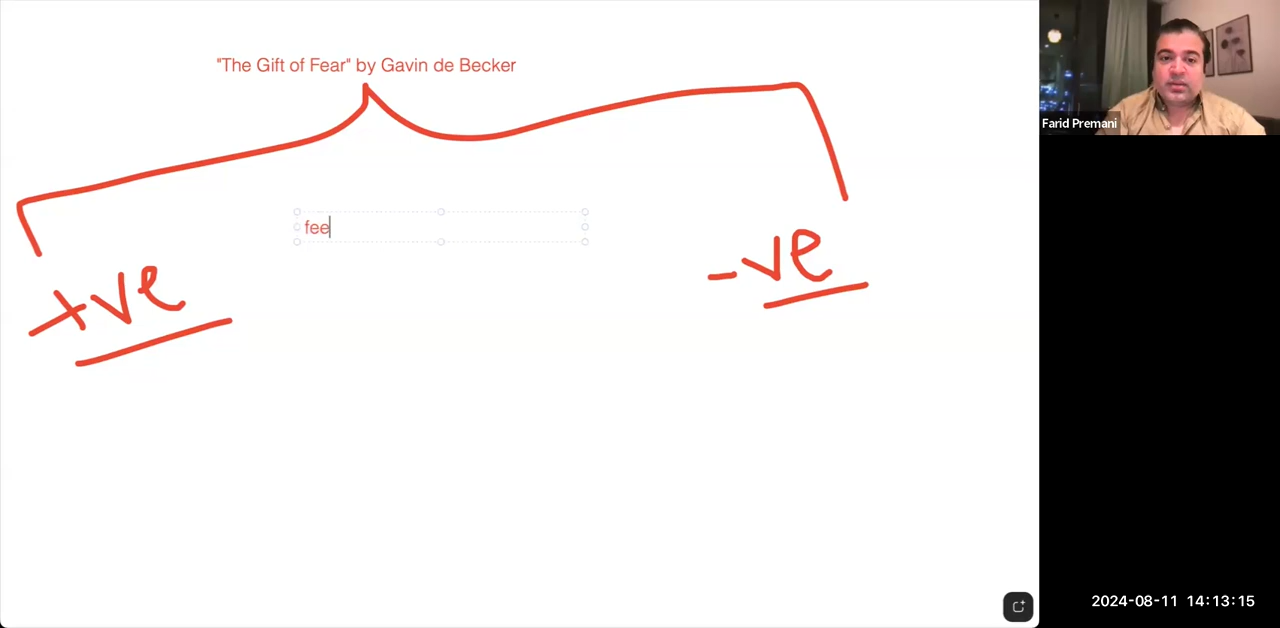 "The Gift of Fear" by Gavin de Becker
Farid Premani
fee
-ve
+ve
2024-08-11 14:13:15